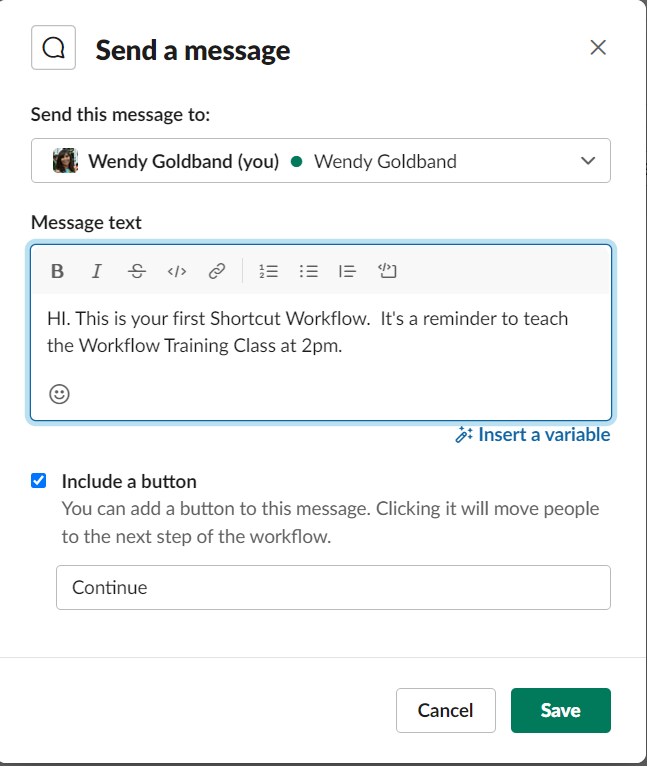 Send a message
Send this message to:
Wendy Goldband (you) Wendy Goldband
Message text
B I S </>
HI. This is your first Shortcut Workflow.  It's a reminder to teach
the Workflow Training Class at 2pm.
Insert a variable
Include a button
You can add a button to this message. Clicking it will move people
to the next step of the workflow.
Continue
Cancel Save